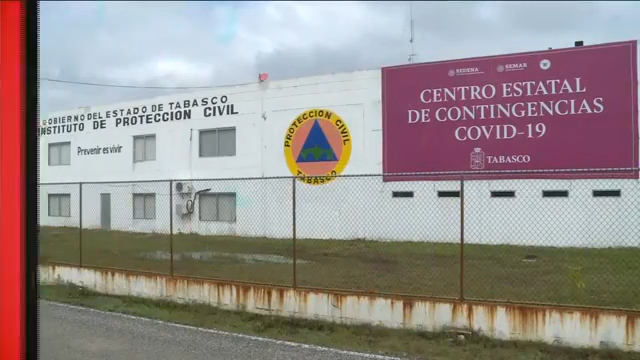 GOBIERNO DEL ESTADO DE TABASCO
INSTITUTO DE PROTECCIÓN CIVIL
Prevenir es vivir
PROTECCION CIVIL
TABASCO
SEDENA
SEMAR
CENTRO ESTATAL
DE CONTINGENCIAS
COVID-19
TABASCO